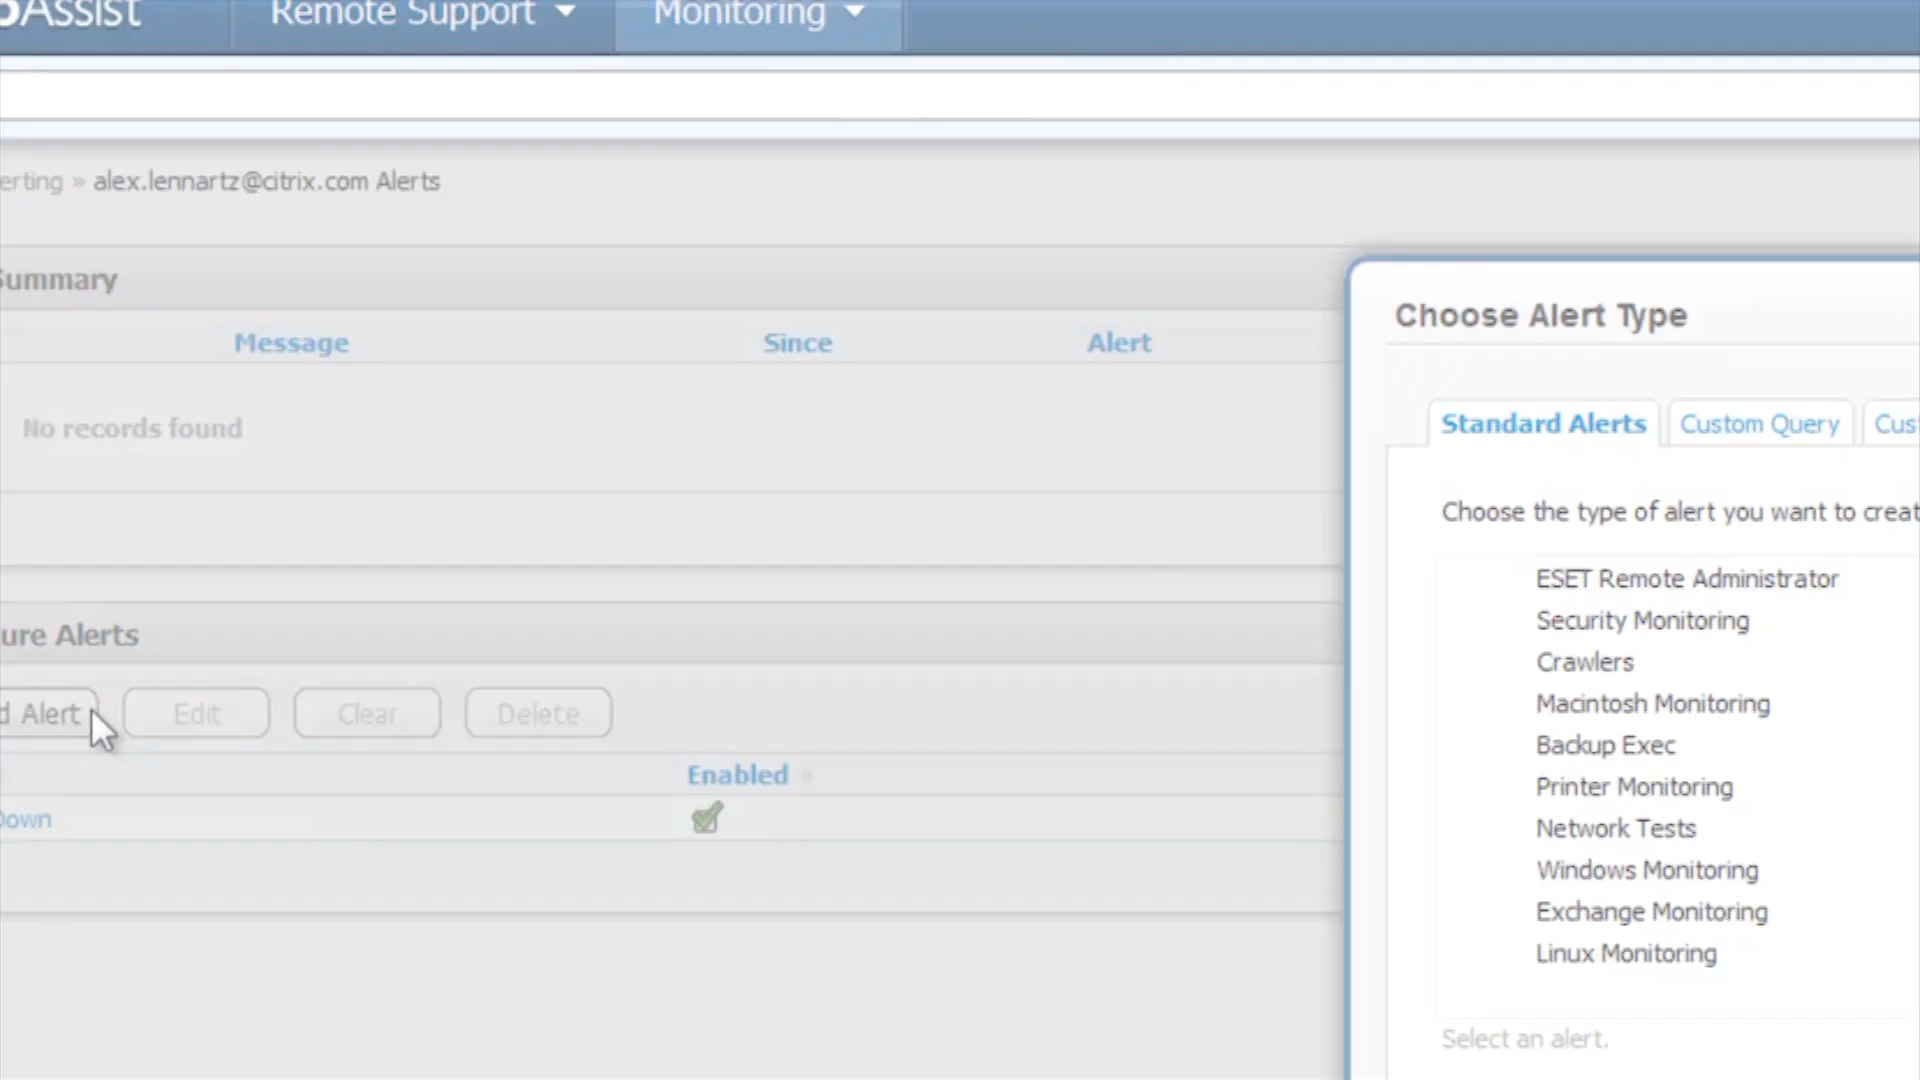 Assist Remote Support Monitoring
erting » alex.lennartz@citrix.com Alerts
Summary
Message Since Alert
No records found
ure Alerts
d Alert Edit Clear Delete
Enabled
Down
Choose Alert Type
Standard Alerts Custom Query Cus
Choose the type of alert you want to creat
ESET Remote Administrator
Security Monitoring
Crawlers
Macintosh Monitoring
Backup Exec
Printer Monitoring
Network Tests
Windows Monitoring
Exchange Monitoring
Linux Monitoring
Select an alert.